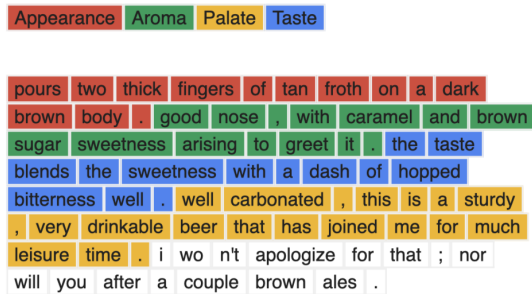 Appearance Aroma Palate Taste
pours two thick fingers of tan froth on a dark
brown body . good nose , with caramel and brown
sugar sweetness arising to greet it . the taste
blends the sweetness with a dash of hopped
bitterness well . well carbonated , this is a sturdy
, very drinkable beer that has joined me for much
leisure time . i wo n't apologize for that ; nor
will you after a couple brown ales .